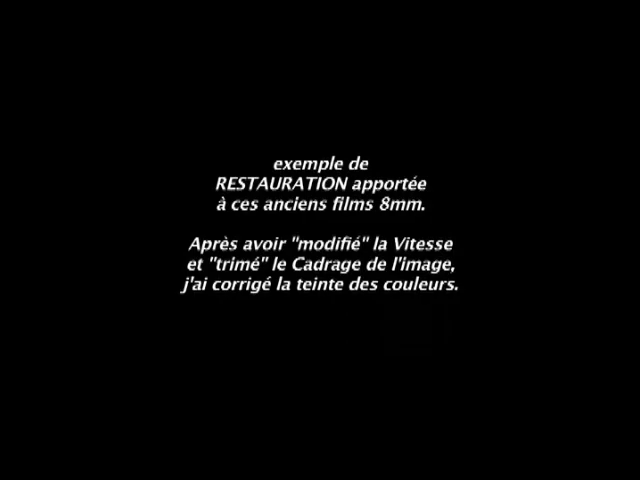 exemple de
RESTAURATION apportée
à ces anciens films 8mm.
Après avoir "modifié" la Vitesse
et "trimé" le Cadrage de l'image,
j'ai corrigé la teinte des couleurs.